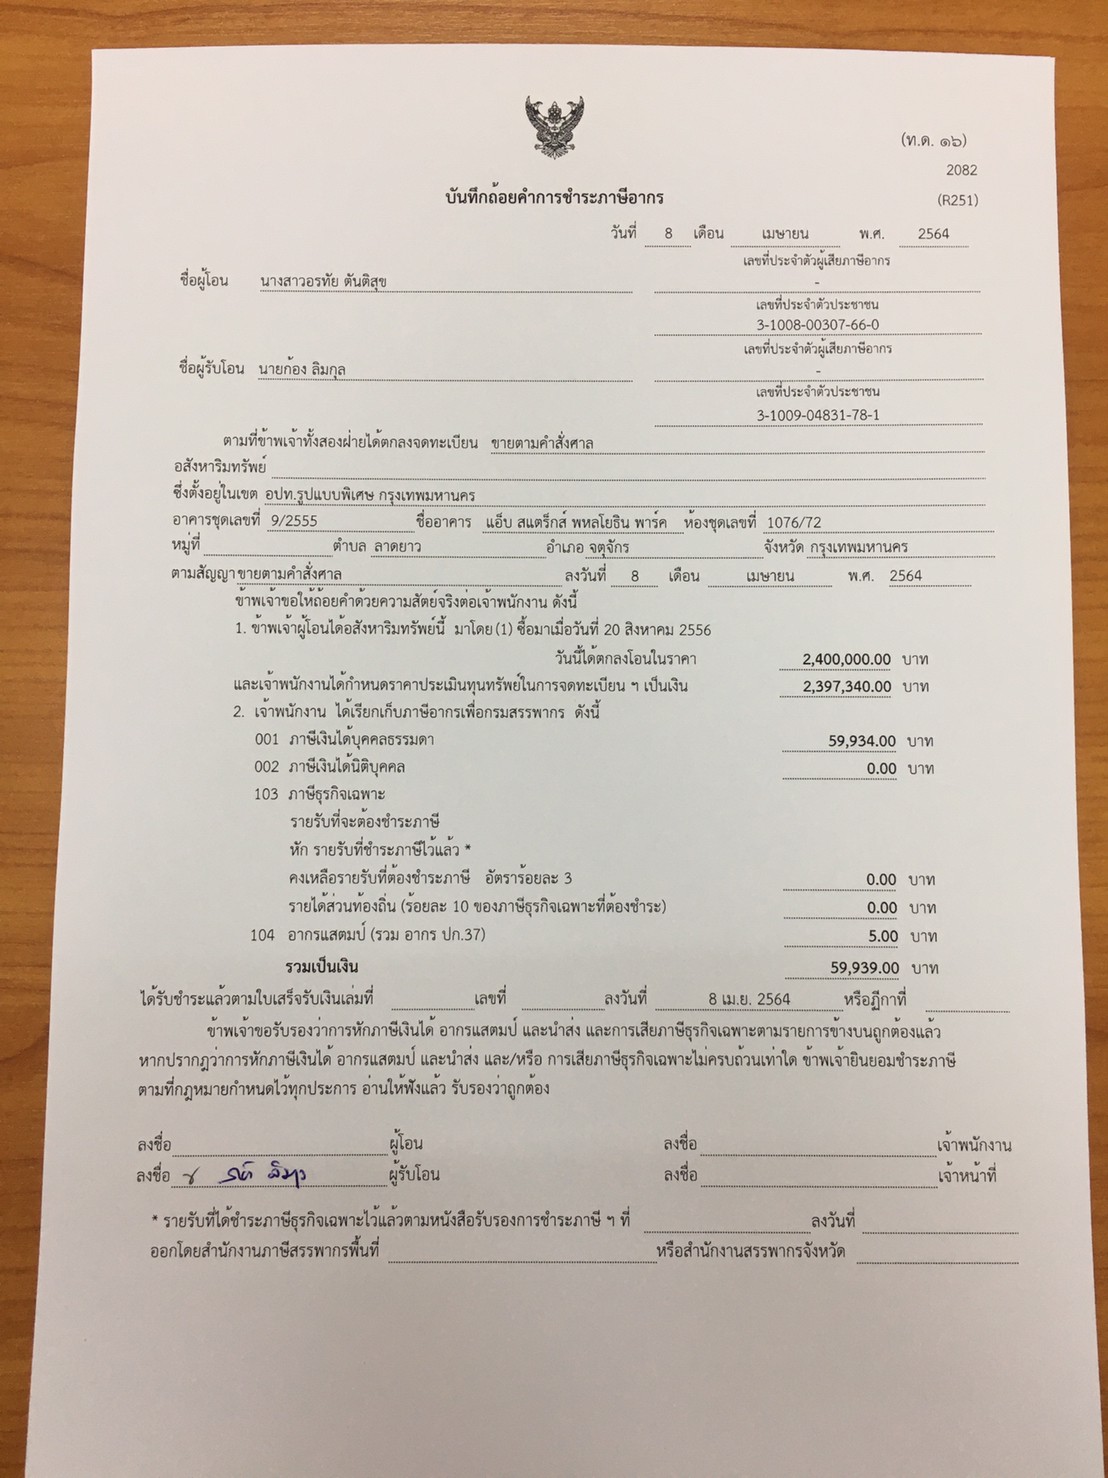 (ท.ด. ๑๖)
2082
บันทึกถ้อยคำการชำระภาษีอากร
(R251)
วันที่ 8 เดือน เมษายน พ.ศ. 2564
เลขที่ประจำตัวผู้เสียภาษีอากร
ชื่อผู้โอน นางสาวอรทัย ตันติสุข -
เลขที่ประจำตัวประชาชน
3-1008-00307-66-0
เลขที่ประจำตัวผู้เสียภาษีอากร
ชื่อผู้รับโอน นายก้อง ลิมกุล -
เลขที่ประจำตัวประชาชน
3-1009-04831-78-1
ตามที่ข้าพเจ้าทั้งสองฝ่ายได้ตกลงจดทะเบียน ขายตามคำสั่งศาล
อสังหาริมทรัพย์
ซึ่งตั้งอยู่ในเขต อปท.รูปแบบพิเศษ กรุงเทพมหานคร
อาคารชุดเลขที่ 9/2555 ชื่ออาคาร แอ็บ สแตร็กส์ พหลโยธิน พาร์ค ห้องชุดเลขที่ 1076/72
หมู่ที่ ตำบล ลาดยาว อำเภอ จตุจักร จังหวัด กรุงเทพมหานคร
ตามสัญญา ขายตามคำสั่งศาล ลงวันที่ 8 เดือน เมษายน พ.ศ. 2564
ข้าพเจ้าขอให้ถ้อยคำด้วยความสัตย์จริงต่อเจ้าพนักงาน ดังนี้
1. ข้าพเจ้าผู้โอนได้อสังหาริมทรัพย์นี้ มาโดย (1) ซื้อมาเมื่อวันที่ 20 สิงหาคม 2556
วันนี้ได้ตกลงโอนในราคา 2,400,000.00 บาท
และเจ้าพนักงานได้กำหนดราคาประเมินทุนทรัพย์ในการจดทะเบียน ฯ เป็นเงิน 2,397,340.00 บาท
2. เจ้าพนักงาน ได้เรียกเก็บภาษีอากรเพื่อกรมสรรพากร ดังนี้
001 ภาษีเงินได้บุคคลธรรมดา 59,934.00 บาท
002 ภาษีเงินได้นิติบุคคล 0.00 บาท
103 ภาษีธุรกิจเฉพาะ
รายรับที่จะต้องชำระภาษี
หัก รายรับที่ชำระภาษีไว้แล้ว *
คงเหลือรายรับที่ต้องชำระภาษี อัตราร้อยละ 3 0.00 บาท
รายได้ส่วนท้องถิ่น (ร้อยละ 10 ของภาษีธุรกิจเฉพาะที่ต้องชำระ) 0.00 บาท
104 อากรแสตมป์ (รวม อากร ปก.37) 5.00 บาท
รวมเป็นเงิน 59,939.00 บาท
ได้รับชำระแล้วตามใบเสร็จรับเงินเล่มที่ เลขที่ ลงวันที่ 8 เม.ย. 2564 หรือฎีกาที่
ข้าพเจ้าขอรับรองว่าการหักภาษีเงินได้ อากรแสตมป์ และนำส่ง และการเสียภาษีธุรกิจเฉพาะตามรายการข้างบนถูกต้องแล้ว
หากปรากฏว่าการหักภาษีเงินได้ อากรแสตมป์ และนำส่ง และ/หรือ การเสียภาษีธุรกิจเฉพาะไม่ครบถ้วนเท่าใด ข้าพเจ้ายินยอมชำระภาษี
ตามที่กฎหมายกำหนดไว้ทุกประการ อ่านให้ฟังแล้ว รับรองว่าถูกต้อง
ลงชื่อ ผู้โอน ลงชื่อ เจ้าพนักงาน
ลงชื่อ ผู้รับโอน ลงชื่อ เจ้าหน้าที่
* รายรับที่ได้ชำระภาษีธุรกิจเฉพาะไว้แล้วตามหนังสือรับรองการชำระภาษี ฯ ที่ ลงวันที่
ออกโดยสำนักงานภาษีสรรพากรพื้นที่ หรือสำนักงานสรรพากรจังหวัด